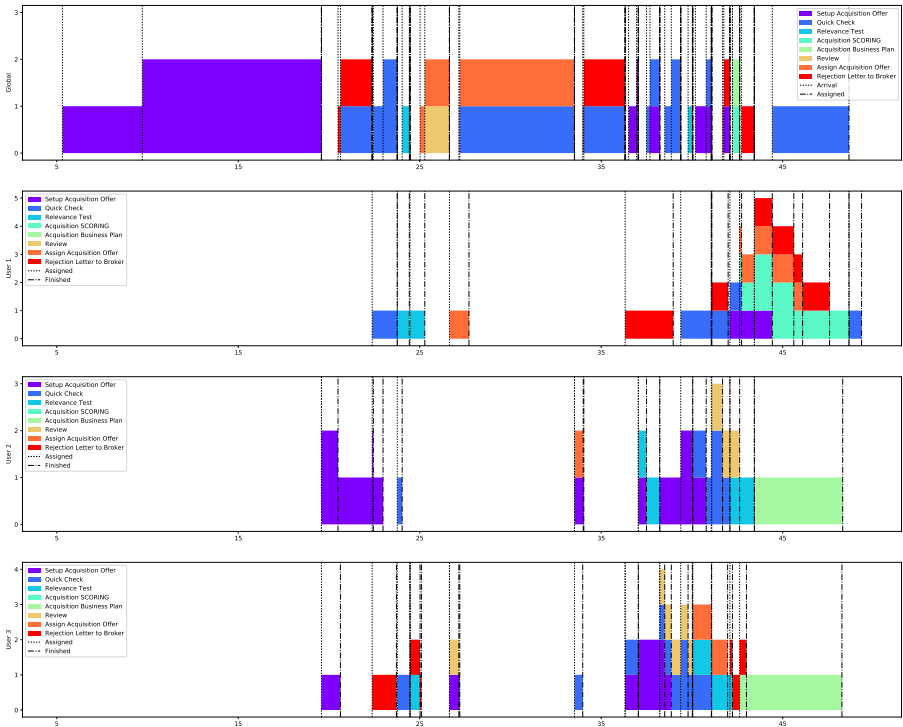 3
2
1
0
Global
5
15
25
35
45
Setup Acquisition Offer
Quick Check
Relevance Test
Acquisition SCORING
Acquisition Business Plan
Review
Assign Acquisition Offer
Rejection Letter to Broker
Arrival
Assigned
5
4
3
2
1
0
User 1
5
15
25
35
45
Setup Acquisition Offer
Quick Check
Relevance Test
Acquisition SCORING
Acquisition Business Plan
Review
Assign Acquisition Offer
Rejection Letter to Broker
Assigned
Finished
3
2
1
0
User 2
5
15
25
35
45
Setup Acquisition Offer
Quick Check
Relevance Test
Acquisition SCORING
Acquisition Business Plan
Review
Assign Acquisition Offer
Rejection Letter to Broker
Assigned
Finished
4
3
2
1
0
User 3
5
15
25
35
45
Setup Acquisition Offer
Quick Check
Relevance Test
Acquisition SCORING
Acquisition Business Plan
Review
Assign Acquisition Offer
Rejection Letter to Broker
Assigned
Finished